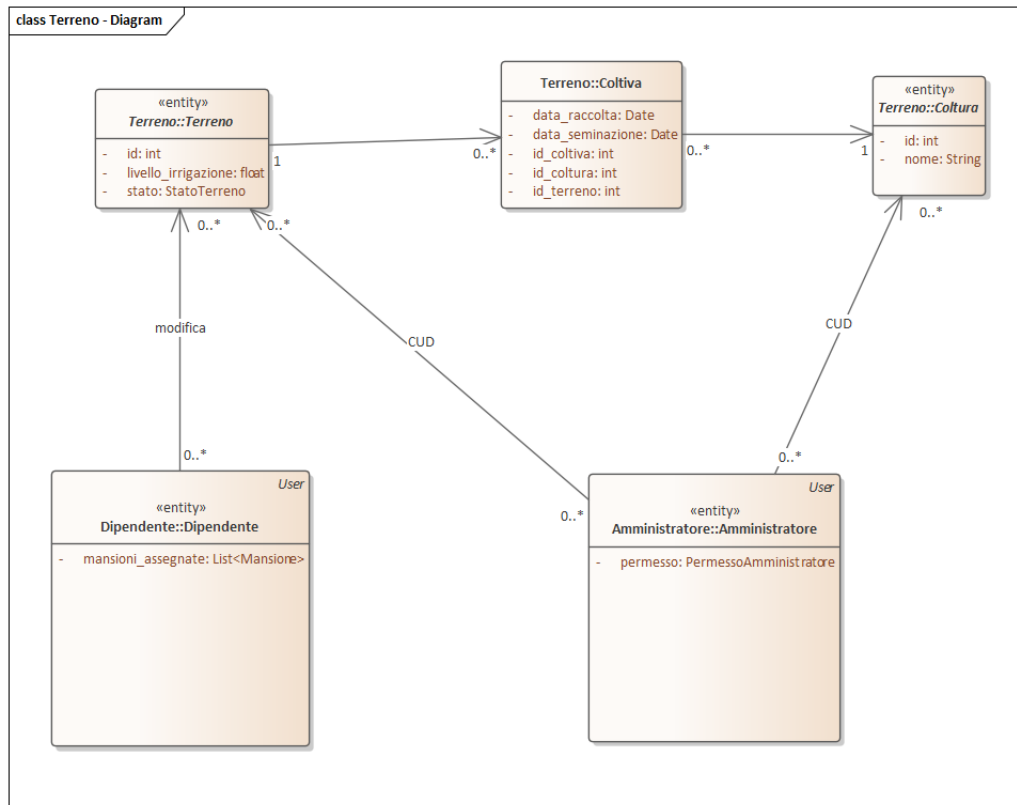 class Terreno - Diagram
«entity»
Terreno::Terreno
- id: int
- livello_irrigazione: float
- stato: StatoTerreno
Terreno::Coltiva
- data_raccolta: Date
- data_seminazione: Date
- id_coltiva: int
- id_coltura: int
- id_terreno: int
«entity»
Terreno::Coltura
- id: int
- nome: String
1
0..*
0..*
1
0..*
0..*
0..*
modifica
CUD
CUD
0..*
0..*
0..*
User
«entity»
Dipendente::Dipendente
- mansioni_assegnate: List<Mansione>
User
«entity»
Amministratore::Amministratore
- permesso: PermessoAmministratore